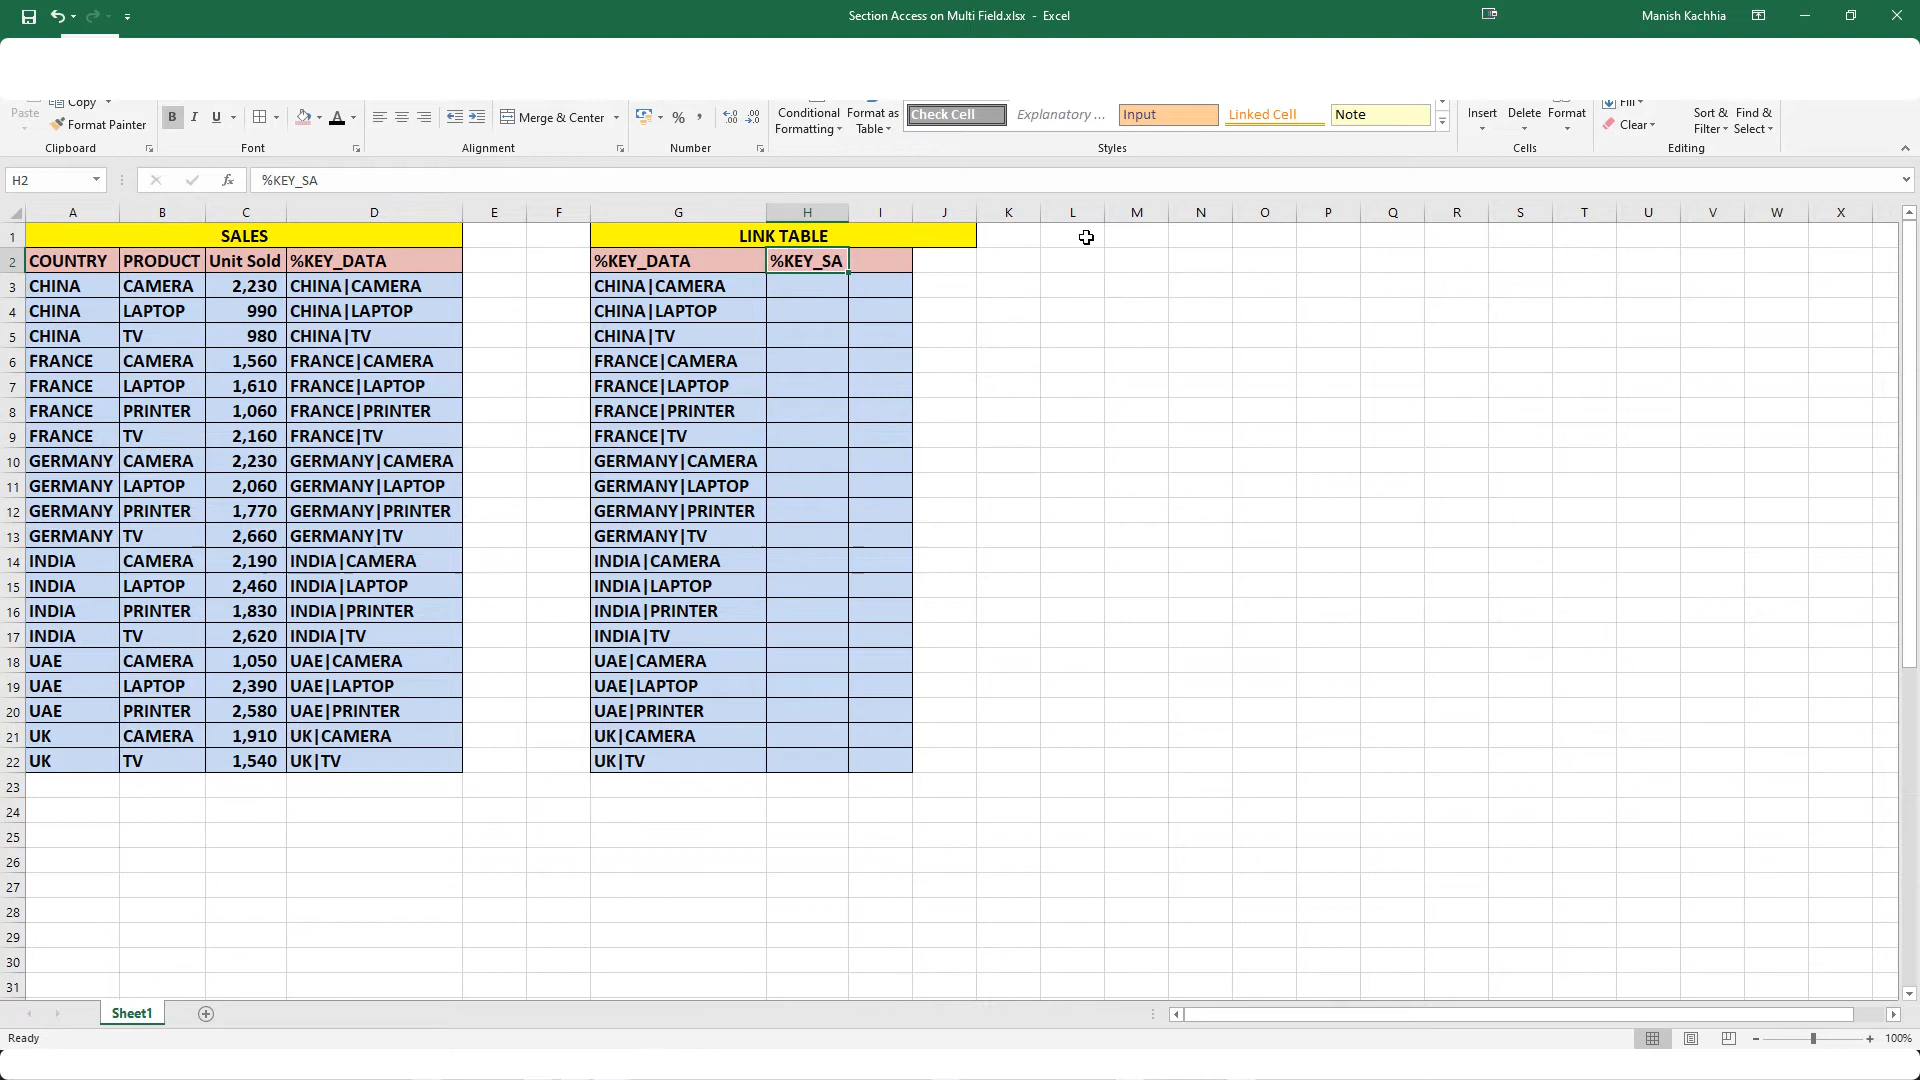 Section Access on Multi Field.xlsx - Excel
Manish Kachhia
Paste
Copy
Format Painter
Merge & Center
Conditional Formatting
Format as Table
Check Cell
Explanatory ...
Input
Linked Cell
Note
Insert
Delete
Format
Fill
Clear
Sort & Filter
Find & Select
Clipboard
Font
Alignment
Number
Styles
Cells
Editing
H2
fx
%KEY_SA
A B C D E F G H I J K L M N O P Q R S T U V W X
1 SALES LINK TABLE
2 COUNTRY PRODUCT Unit Sold %KEY_DATA %KEY_DATA %KEY_SA
3 CHINA CAMERA 2,230 CHINA|CAMERA CHINA|CAMERA
4 CHINA LAPTOP 990 CHINA|LAPTOP CHINA|LAPTOP
5 CHINA TV 980 CHINA|TV CHINA|TV
6 FRANCE CAMERA 1,560 FRANCE|CAMERA FRANCE|CAMERA
7 FRANCE LAPTOP 1,610 FRANCE|LAPTOP FRANCE|LAPTOP
8 FRANCE PRINTER 1,060 FRANCE|PRINTER FRANCE|PRINTER
9 FRANCE TV 2,160 FRANCE|TV FRANCE|TV
10 GERMANY CAMERA 2,230 GERMANY|CAMERA GERMANY|CAMERA
11 GERMANY LAPTOP 2,060 GERMANY|LAPTOP GERMANY|LAPTOP
12 GERMANY PRINTER 1,770 GERMANY|PRINTER GERMANY|PRINTER
13 GERMANY TV 2,660 GERMANY|TV GERMANY|TV
14 INDIA CAMERA 2,190 INDIA|CAMERA INDIA|CAMERA
15 INDIA LAPTOP 2,460 INDIA|LAPTOP INDIA|LAPTOP
16 INDIA PRINTER 1,830 INDIA|PRINTER INDIA|PRINTER
17 INDIA TV 2,620 INDIA|TV INDIA|TV
18 UAE CAMERA 1,050 UAE|CAMERA UAE|CAMERA
19 UAE LAPTOP 2,390 UAE|LAPTOP UAE|LAPTOP
20 UAE PRINTER 2,580 UAE|PRINTER UAE|PRINTER
21 UK CAMERA 1,910 UK|CAMERA UK|CAMERA
22 UK TV 1,540 UK|TV UK|TV
23
24
25
26
27
28
29
30
31
Sheet1
Ready
100%